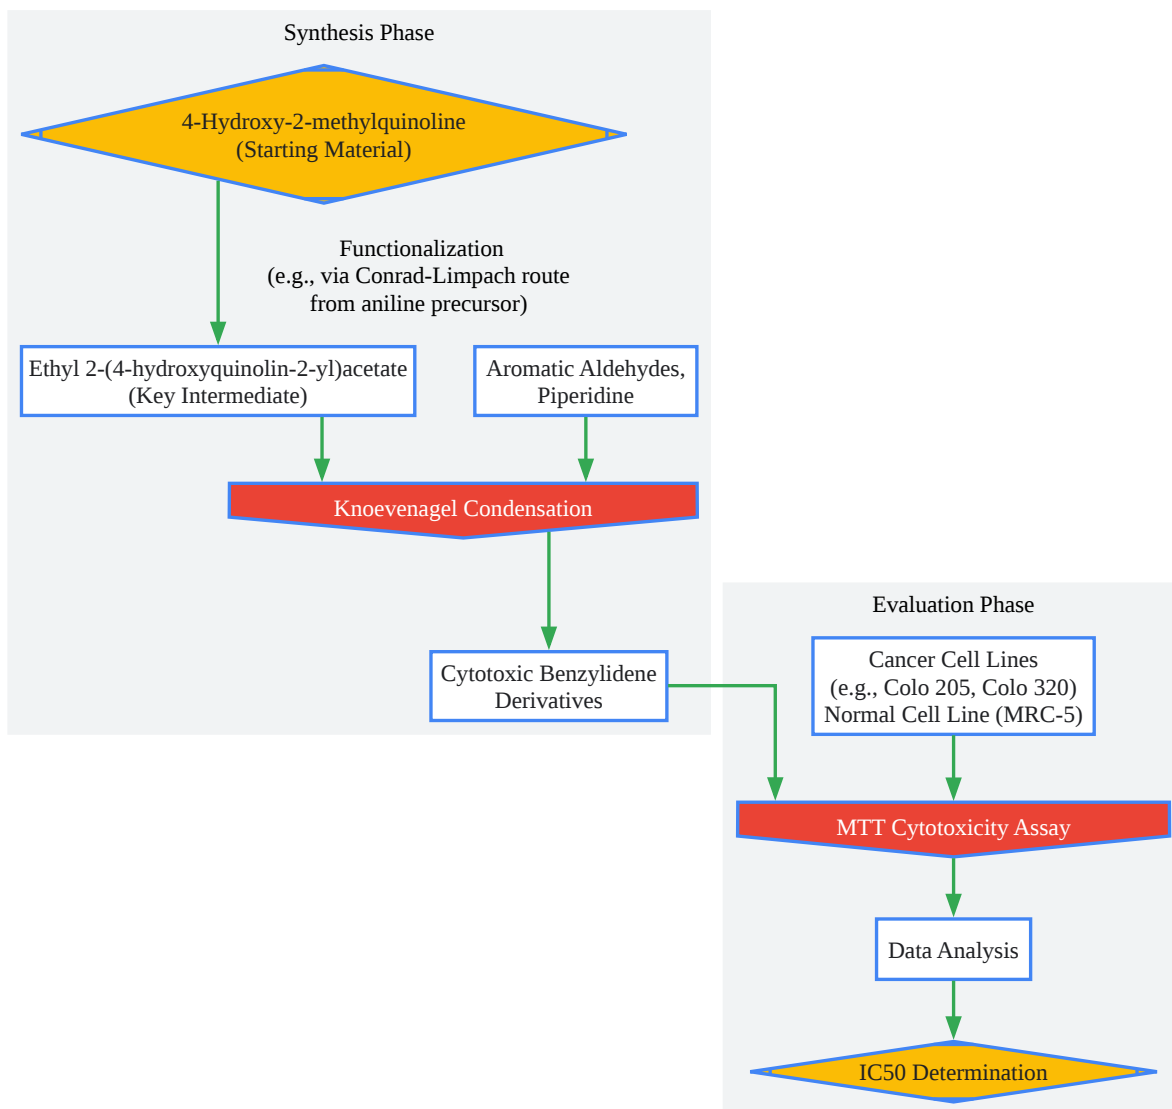 Synthesis Phase
4-Hydroxy-2-methylquinoline
(Starting Material)
Functionalization
(e.g., via Conrad-Limpach route
from aniline precursor)
Ethyl 2-(4-hydroxyquinolin-2-yl)acetate
(Key Intermediate)
Aromatic Aldehydes,
Piperidine
Knoevenagel Condensation
Cytotoxic Benzylidene
Derivatives
Evaluation Phase
Cancer Cell Lines
(e.g., Colo 205, Colo 320)
Normal Cell Line (MRC-5)
MTT Cytotoxicity Assay
Data Analysis
IC50 Determination